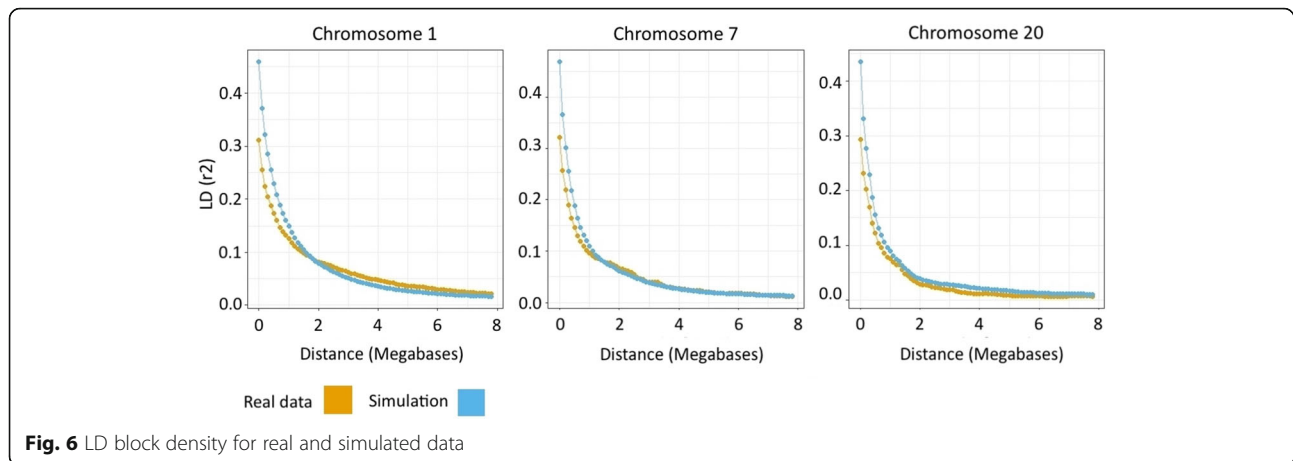 Chromosome 1
Chromosome 7
Chromosome 20
LD (r2)
0.4
0.3
0.2
0.1
0.0
0 2 4 6 8
Distance (Megabases)
0.4
0.3
0.2
0.1
0.0
0 2 4 6 8
Distance (Megabases)
0.4
0.3
0.2
0.1
0.0
0 2 4 6 8
Distance (Megabases)
Real data
Simulation
Fig. 6 LD block density for real and simulated data